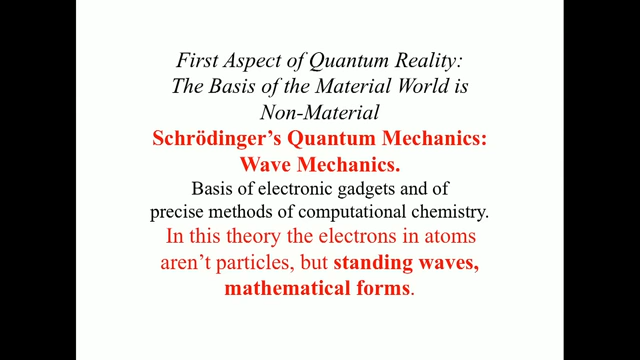 First Aspect of Quantum Reality:
The Basis of the Material World is
Non-Material
Schrödinger’s Quantum Mechanics:
Wave Mechanics.
Basis of electronic gadgets and of
precise methods of computational chemistry.
In this theory the electrons in atoms
aren’t particles, but standing waves,
mathematical forms.